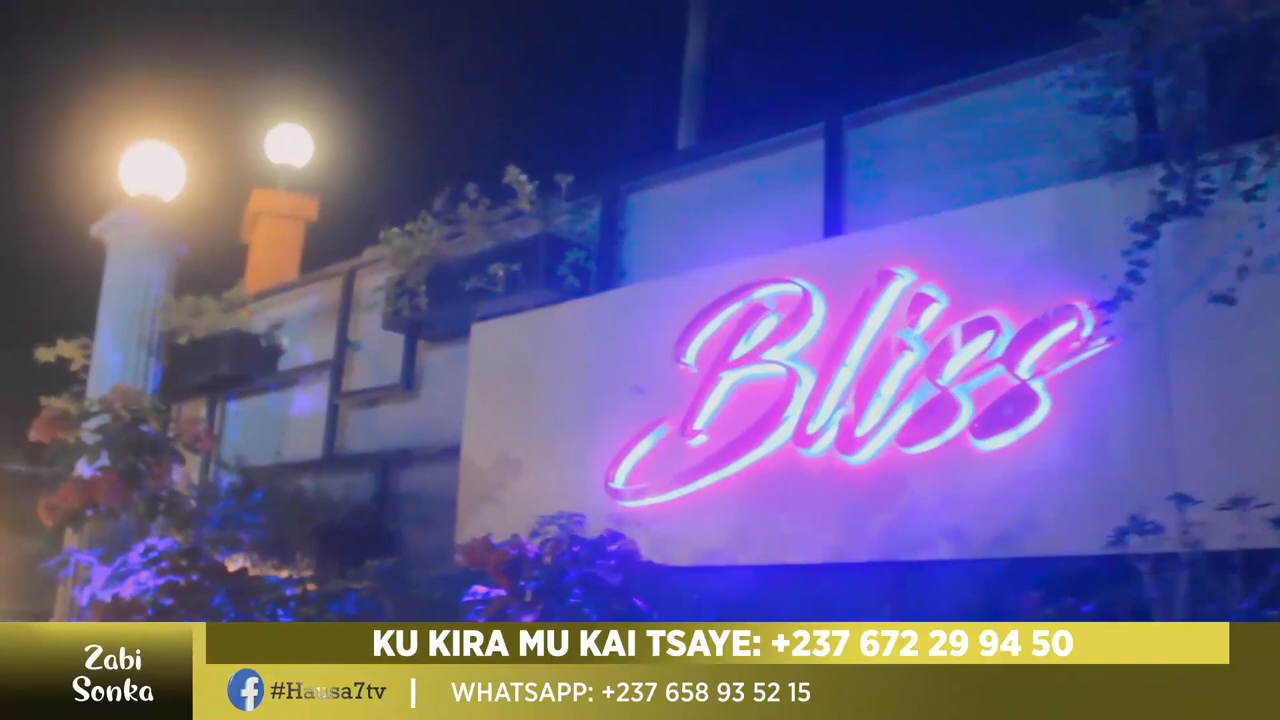 Bliss
KU KIRA MU KAI TSAYE: +237 672 29 94 50
Zabi
Sonka
#Hausa7tv | WHATSAPP: +237 658 93 52 15